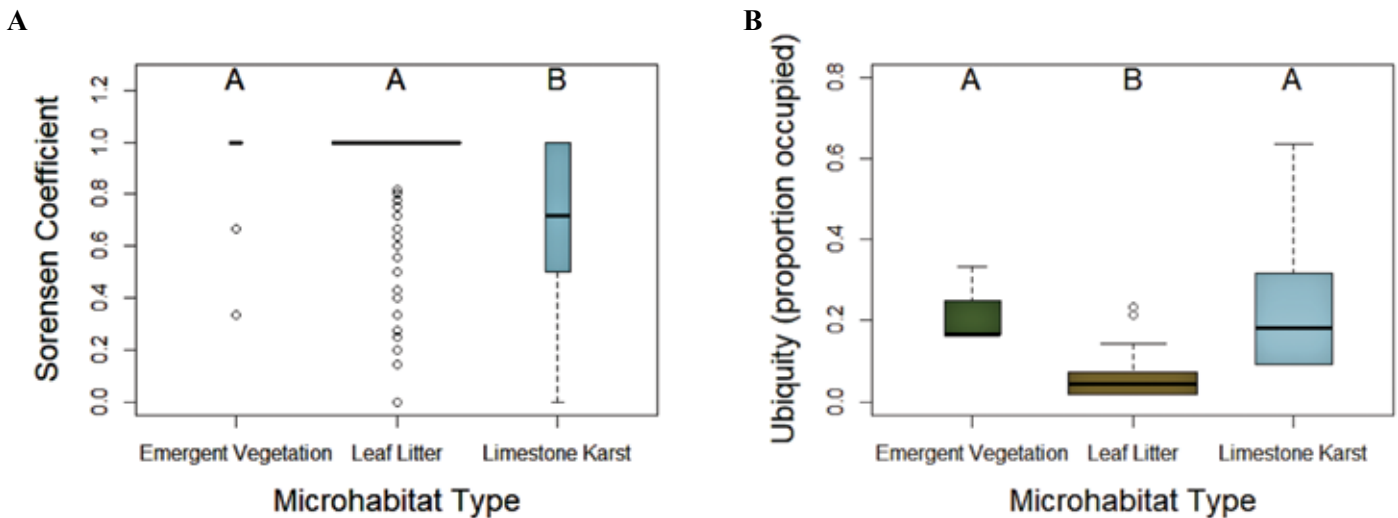 A
Sorensen Coefficient
0.0 0.2 0.4 0.6 0.8 1.0 1.2
A A B
Emergent Vegetation Leaf Litter Limestone Karst
Microhabitat Type
B
Ubiquity (proportion occupied)
0.0 0.2 0.4 0.6 0.8
A B A
Emergent Vegetation Leaf Litter Limestone Karst
Microhabitat Type